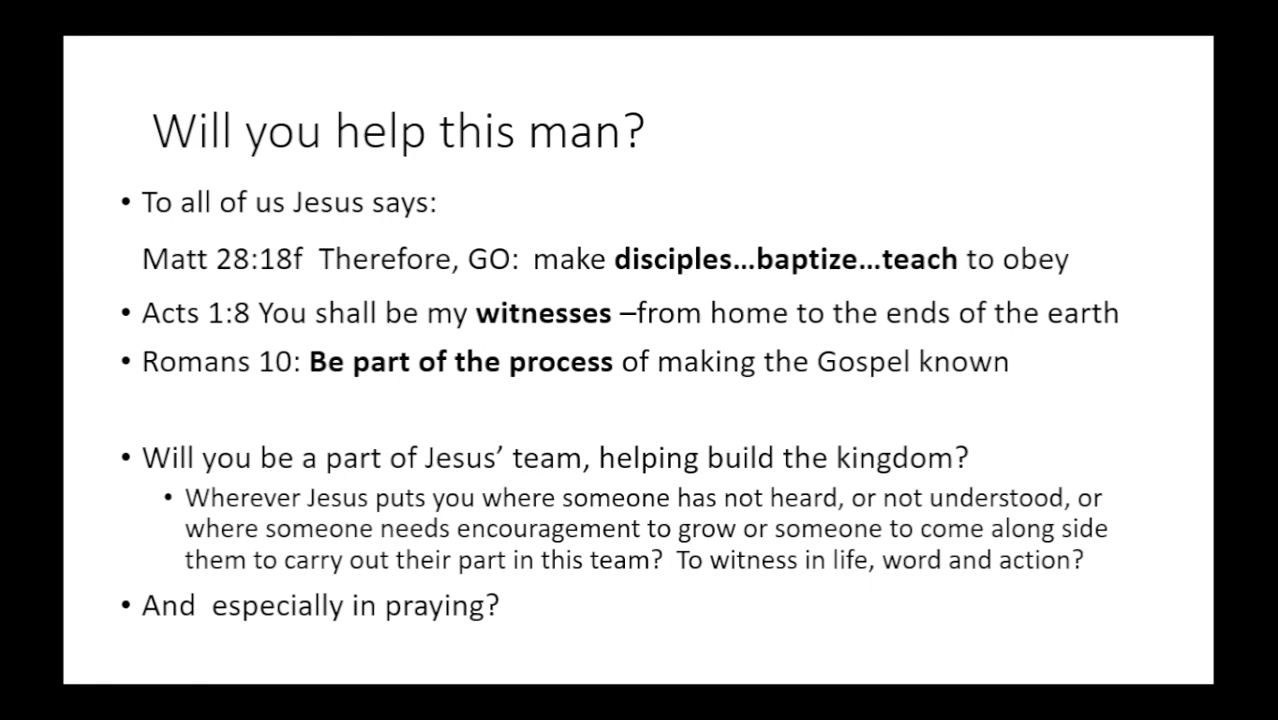 Will you help this man?
• To all of us Jesus says:
Matt 28:18f  Therefore, GO:  make disciples…baptize…teach to obey
• Acts 1:8 You shall be my witnesses –from home to the ends of the earth
• Romans 10: Be part of the process of making the Gospel known
• Will you be a part of Jesus’ team, helping build the kingdom?
• Wherever Jesus puts you where someone has not heard, or not understood, or
where someone needs encouragement to grow or someone to come along side
them to carry out their part in this team?  To witness in life, word and action?
• And  especially in praying?